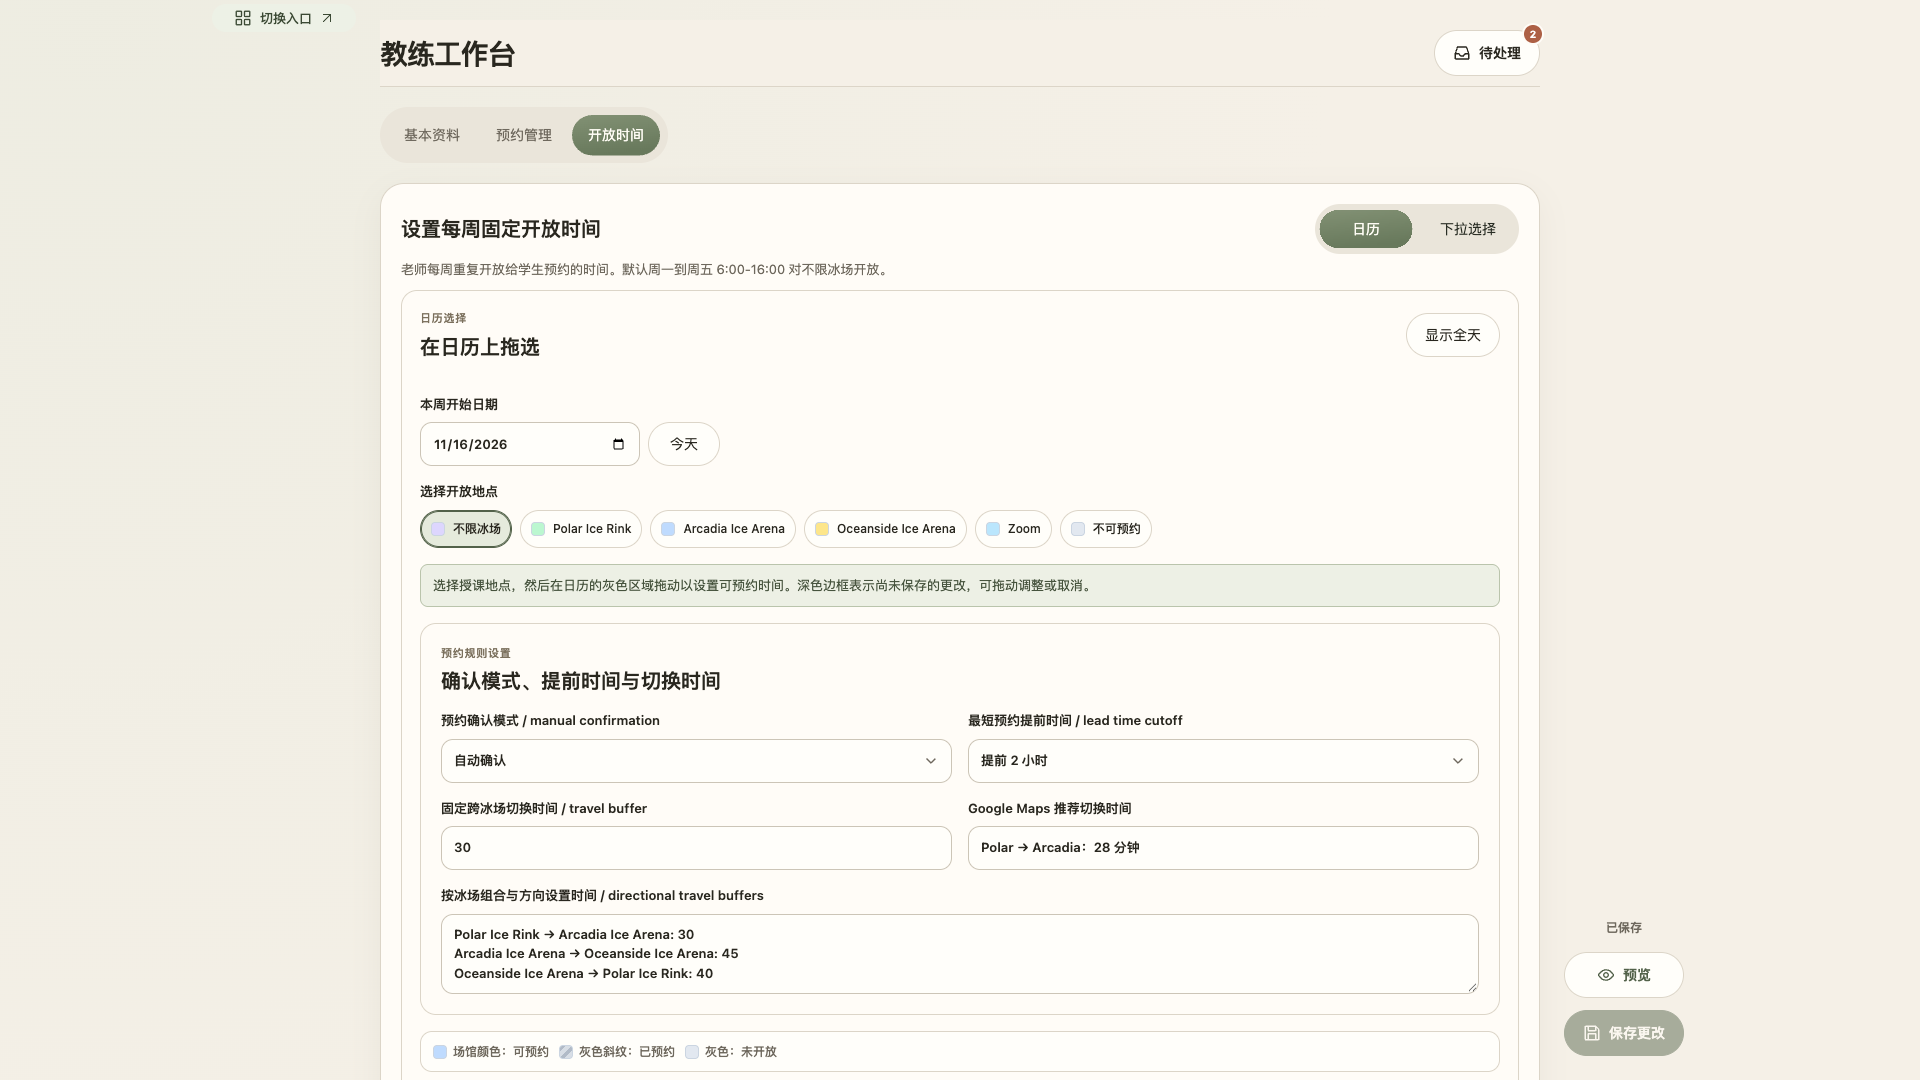 切换入口
教练工作台
待处理
2
基本资料
预约管理
开放时间
设置每周固定开放时间
日历
下拉选择
老师每周重复开放给学生预约的时间。默认周一到周五 6:00-16:00 对不限冰场开放。
日历选择
在日历上拖选
显示全天
本周开始日期
11/16/2026
今天
选择开放地点
不限冰场
Polar Ice Rink
Arcadia Ice Arena
Oceanside Ice Arena
Zoom
不可预约
选择授课地点，然后在日历的灰色区域拖动以设置可预约时间。深色边框表示尚未保存的更改，可拖动调整或取消。
预约规则设置
确认模式、提前时间与切换时间
预约确认模式 / manual confirmation
最短预约提前时间 / lead time cutoff
自动确认
提前 2 小时
固定跨冰场切换时间 / travel buffer
Google Maps 推荐切换时间
30
Polar → Arcadia：28 分钟
按冰场组合与方向设置时间 / directional travel buffers
Polar Ice Rink → Arcadia Ice Arena: 30
Arcadia Ice Arena → Oceanside Ice Arena: 45
Oceanside Ice Arena → Polar Ice Rink: 40
已保存
预览
保存更改
场馆颜色：可预约
灰色斜纹：已预约
灰色：未开放